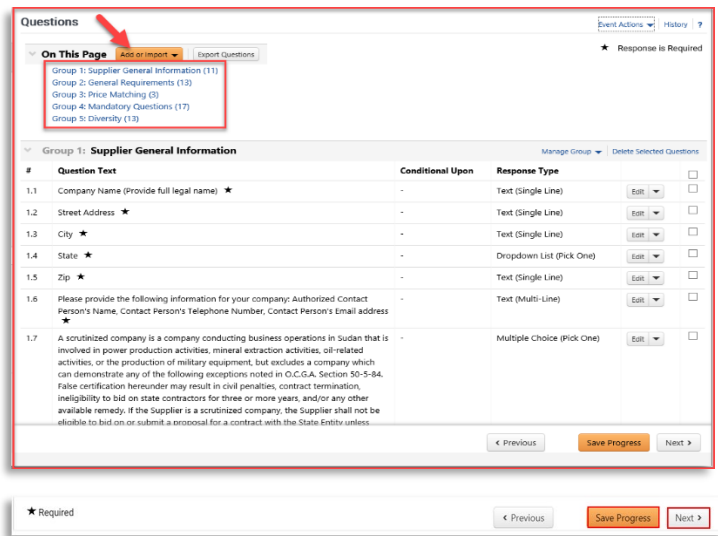 Questions
Event Actions History ?
On This Page Add or Import Export Questions
★ Response is Required
Group 1: Supplier General Information (11)
Group 2: General Requirements (13)
Group 3: Price Matching (3)
Group 4: Mandatory Questions (17)
Group 5: Diversity (13)
Group 1: Supplier General Information Manage Group Delete Selected Questions
# Question Text Conditional Upon Response Type
1.1 Company Name (Provide full legal name) ★ - Text (Single Line) Edit
1.2 Street Address ★ - Text (Single Line) Edit
1.3 City ★ - Text (Single Line) Edit
1.4 State ★ - Dropdown List (Pick One) Edit
1.5 Zip ★ - Text (Single Line) Edit
1.6 Please provide the following information for your company: Authorized Contact - Text (Multi-Line) Edit
Person's Name, Contact Person's Telephone Number, Contact Person's Email address
★
1.7 A scrutinized company is a company conducting business operations in Sudan that is - Multiple Choice (Pick One) Edit
involved in power production activities, mineral extraction activities, oil-related
activities, or the production of military equipment, but excludes a company which
can demonstrate any of the following exceptions noted in O.C.G.A. Section 50-5-84.
False certification hereunder may result in civil penalties, contract termination,
ineligibility to bid on state contractors for three or more years, and/or any other
available remedy. If the Supplier is a scrutinized company, the Supplier shall not be
eligible to bid on or submit a proposal for a contract with the State Entity unless
< Previous Save Progress Next >
★ Required < Previous Save Progress Next >